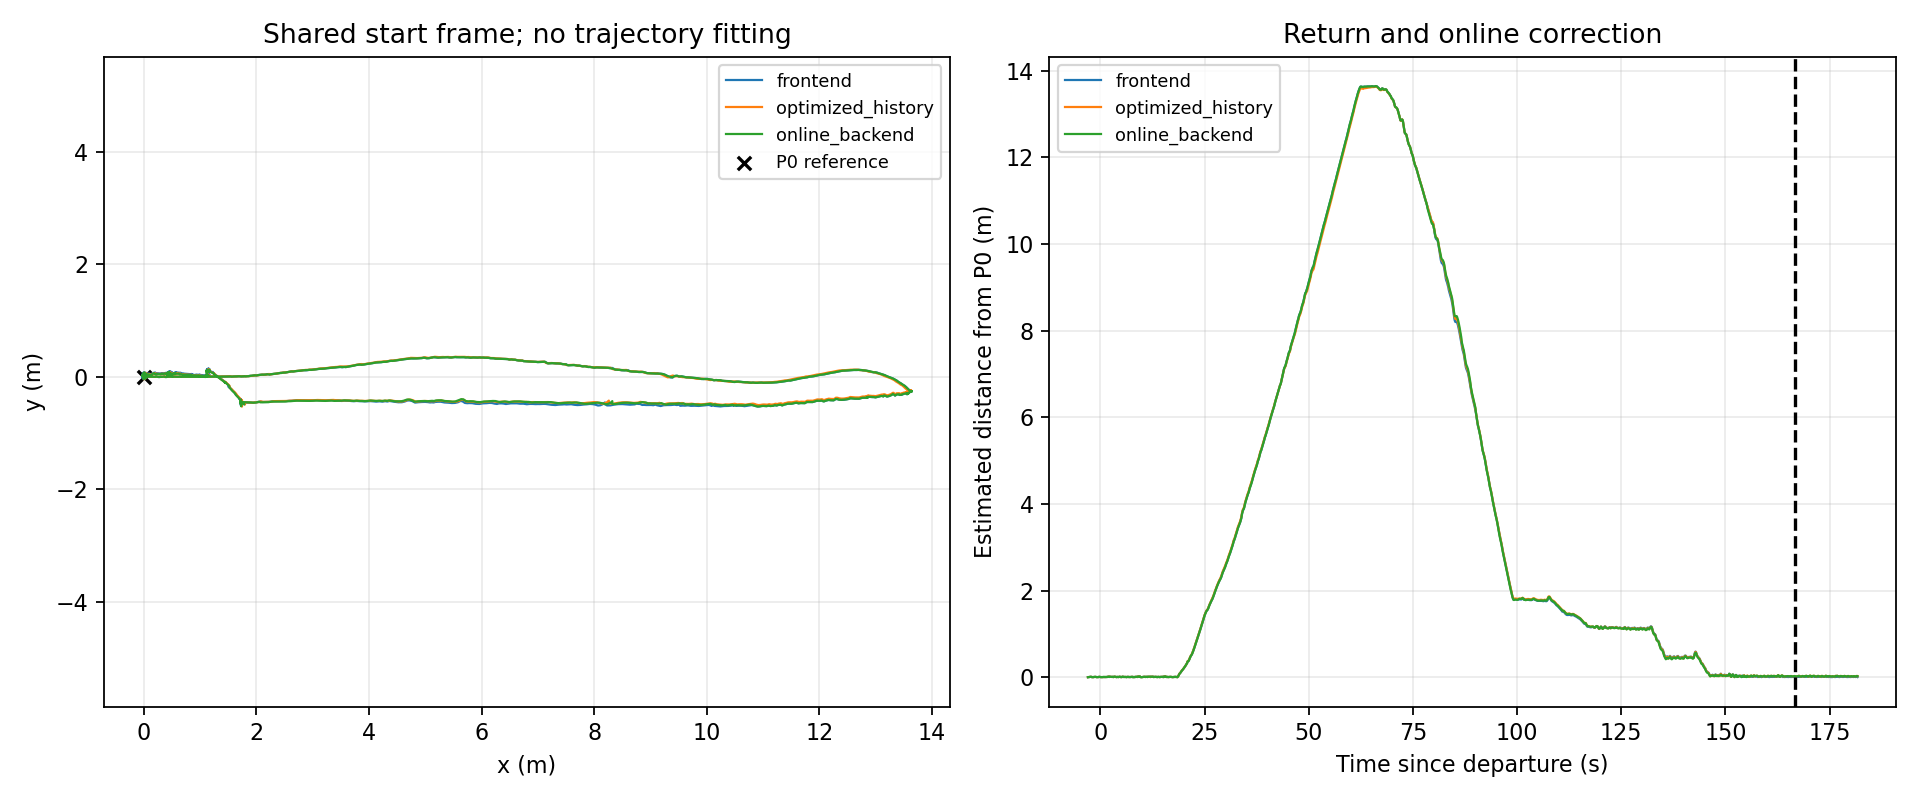 Shared start frame; no trajectory fitting
frontend
optimized_history
online_backend
P0 reference
4
2
0
−2
−4
y (m)
0 2 4 6 8 10 12 14
x (m)
Return and online correction
frontend
optimized_history
online_backend
14
12
10
8
6
4
2
0
Estimated distance from P0 (m)
0 25 50 75 100 125 150 175
Time since departure (s)